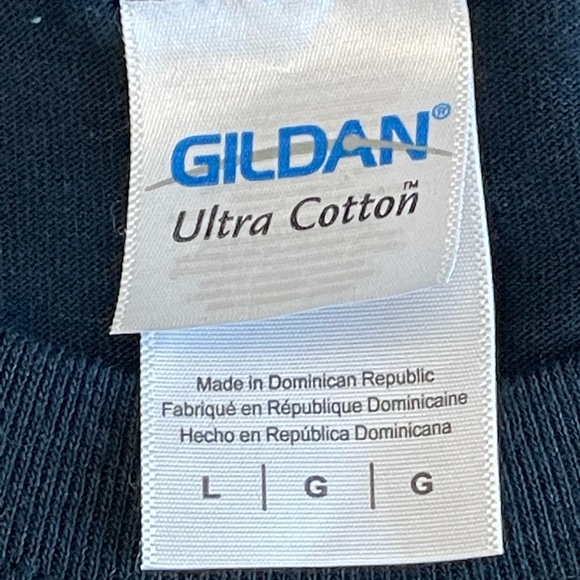 GILDAN®
Ultra Cotton™
Made in Dominican Republic
Fabriqué en République Dominicaine
Hecho en República Dominicana
L | G | G